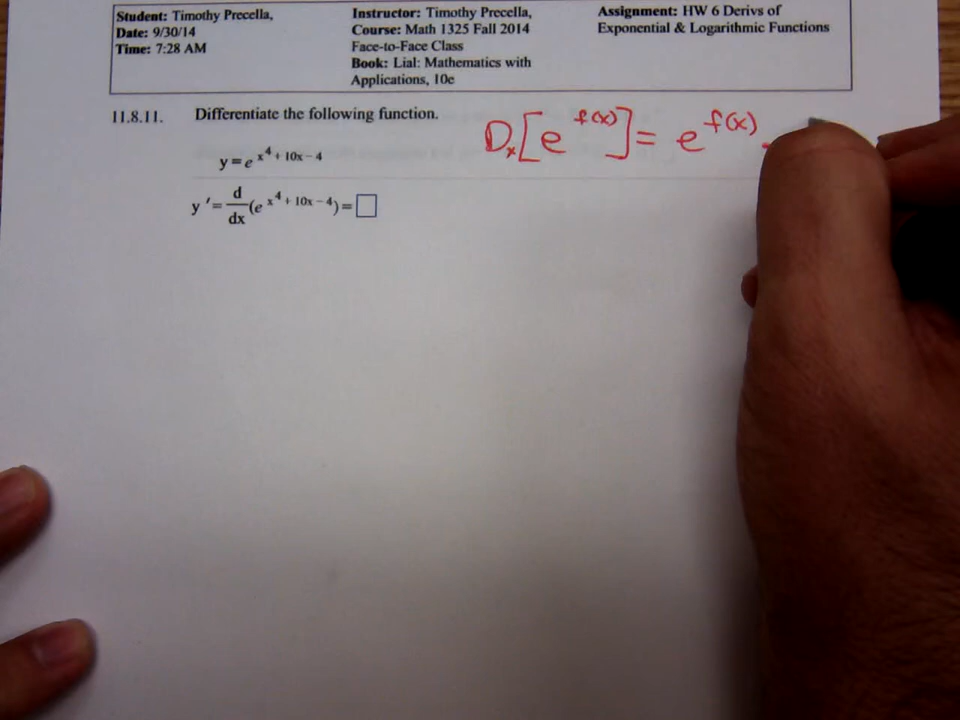 Student: Timothy Precella,
Date: 9/30/14
Time: 7:28 AM
Instructor: Timothy Precella,
Course: Math 1325 Fall 2014
Face-to-Face Class
Book: Lial: Mathematics with
Applications, 10e
Assignment: HW 6 Derivs of
Exponential & Logarithmic Functions
11.8.11. Differentiate the following function.
y = e^(x^4 + 10x − 4)
y ′ = d/dx (e^(x^4 + 10x − 4)) = □
Dₓ[e^f(x)] = e^f(x) ·